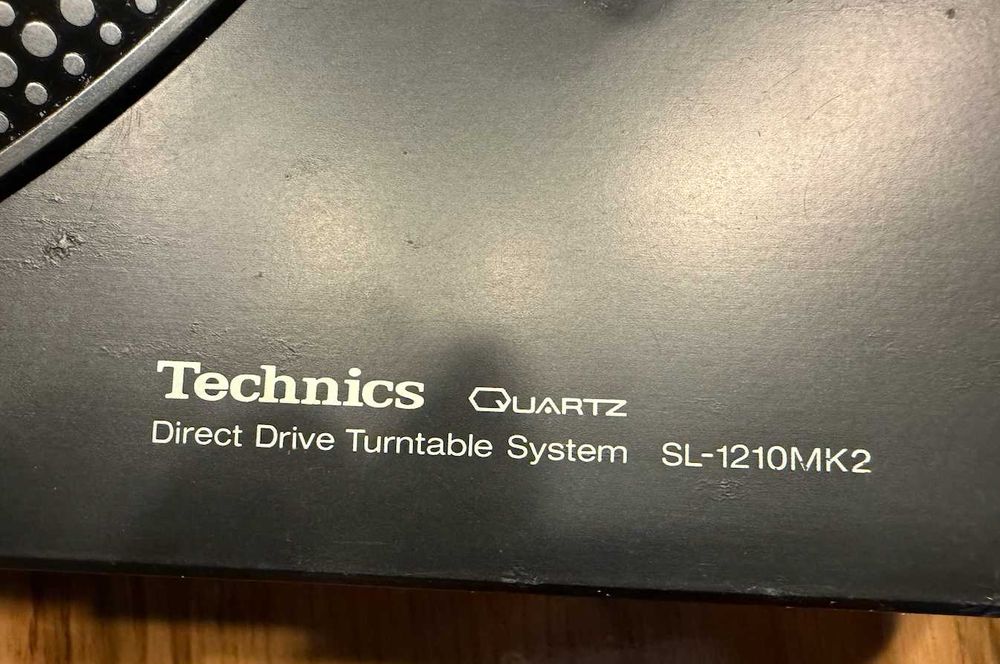 Technics QUARTZ
Direct Drive Turntable System SL-1210MK2